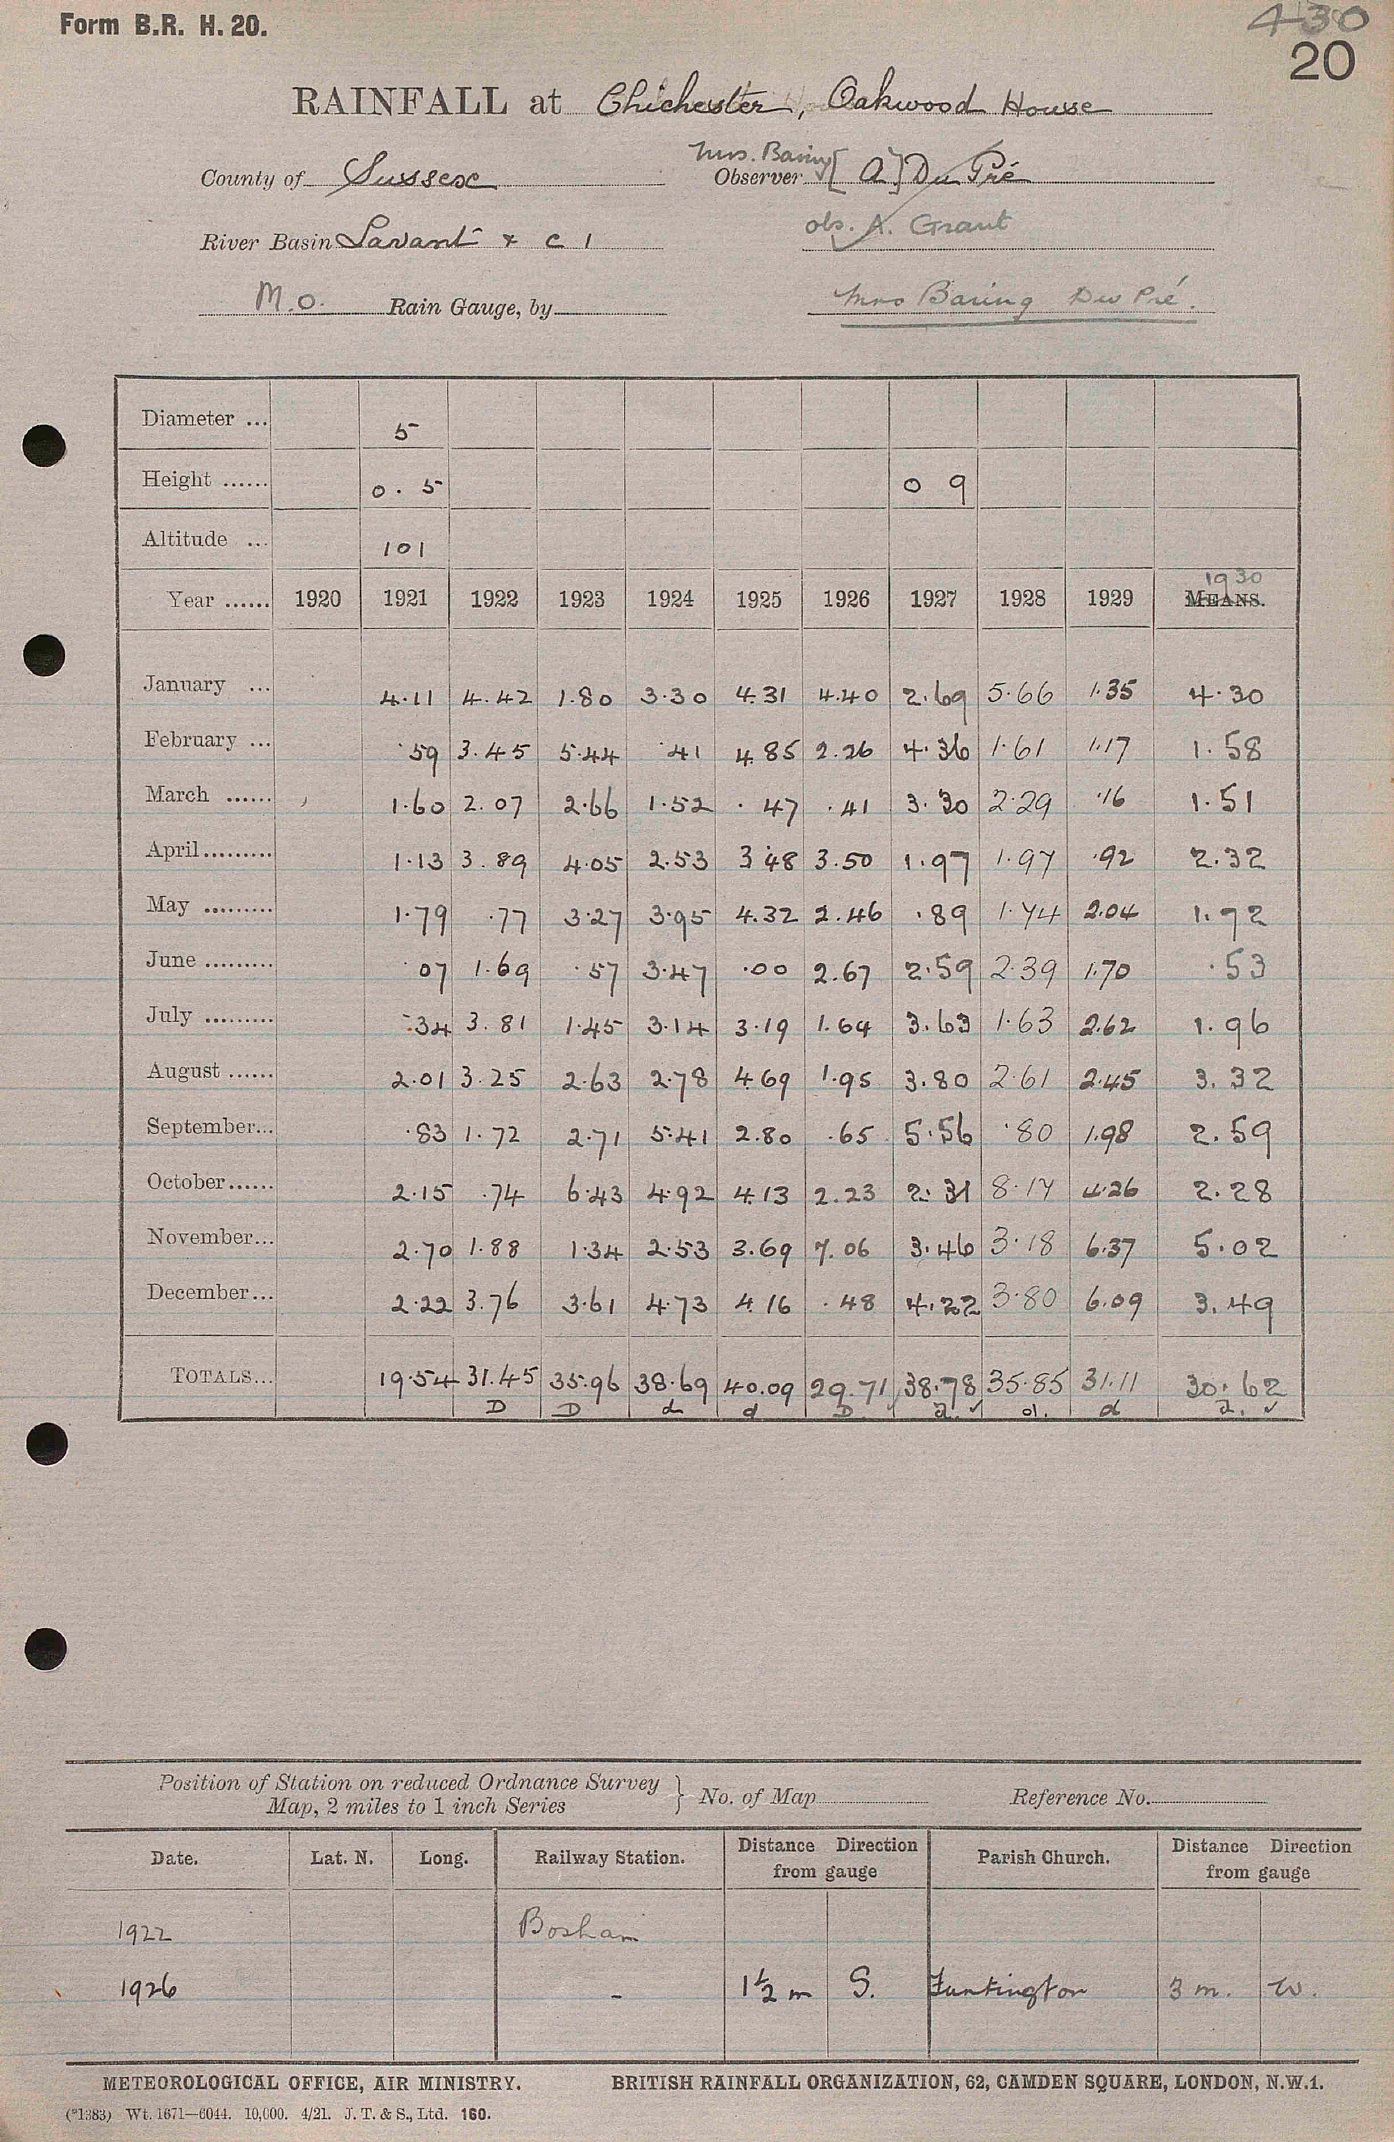 Form B.R. H. 20.
430
20
RAINFALL at Chichester, Oakwood House
County of Sussex
Mrs. Baring
Observer [A] Du Pré
River Basin Lavant & C 1
obs. A. Grant
M.O. Rain Gauge, by
Mrs Baring Du Pré.
Diameter ... 5
Height ...... 0.5 0 9
Altitude ... 101
1930
Year ...... 1920 1921 1922 1923 1924 1925 1926 1927 1928 1929 MEANS.
January ... 4.11 4.42 1.80 3.30 4.31 4.40 2.69 5.66 1.35 4.30
February ... .59 3.45 5.44 .41 4.85 2.26 4.36 1.61 1.17 1.58
March ...... 1.60 2.07 2.66 1.52 .47 .41 3.30 2.29 .16 1.51
April......... 1.13 3.89 4.05 2.53 3.48 3.50 1.97 1.97 .92 2.32
May ......... 1.79 .77 3.27 3.95 4.32 2.46 .89 1.74 2.04 1.72
June ......... .07 1.69 .57 3.47 .00 2.67 2.59 2.39 1.70 .53
July ......... .34 3.81 1.45 3.14 3.19 1.64 3.63 1.63 2.62 1.96
August ...... 2.01 3.25 2.63 2.78 4.69 1.95 3.80 2.61 2.45 3.32
September... .83 1.72 2.71 5.41 2.80 .65 5.56 .80 1.98 2.59
October...... 2.15 .74 6.43 4.92 4.13 2.23 2.31 8.17 4.26 2.28
November... 2.70 1.88 1.34 2.53 3.69 7.06 3.46 3.18 6.37 5.02
December... 2.22 3.76 3.61 4.73 4.16 .48 4.22 3.80 6.09 3.49
TOTALS... 19.54 31.45 35.96 38.69 40.09 29.71 38.78 35.85 31.11 30.62
D D d d D a. ✓ d. d a. ✓
Position of Station on reduced Ordnance Survey
Map, 2 miles to 1 inch Series } No. of Map Reference No.
Date. Lat. N. Long. Railway Station. Distance Direction from gauge Parish Church. Distance Direction from gauge
1922 Bosham
1926 - 1½ m S. Funtington 3 m. W.
METEOROLOGICAL OFFICE, AIR MINISTRY. BRITISH RAINFALL ORGANIZATION, 62, CAMDEN SQUARE, LONDON, N.W.1.
(*1383) Wt. 1671—6044. 10,000. 4/21. J. T. & S., Ltd. 160.